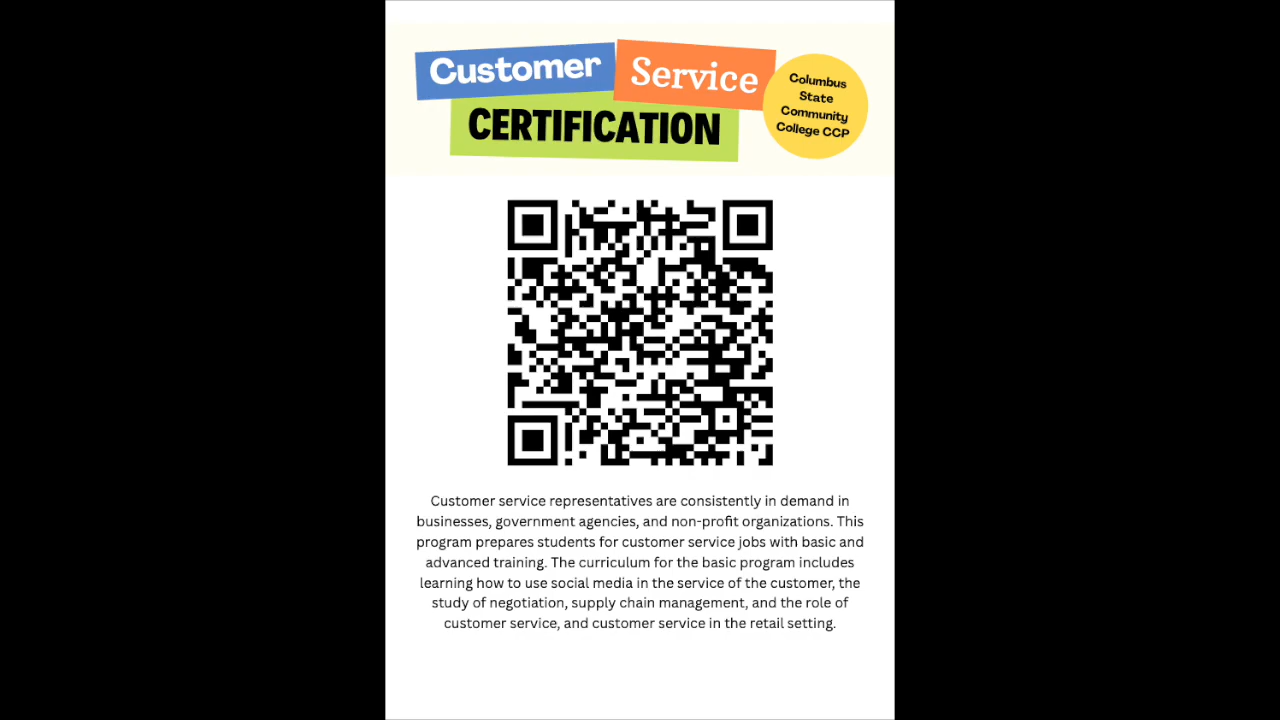 Customer Service
CERTIFICATION
Columbus
State
Community
College CCP
Customer service representatives are consistently in demand in
businesses, government agencies, and non-profit organizations. This
program prepares students for customer service jobs with basic and
advanced training. The curriculum for the basic program includes
learning how to use social media in the service of the customer, the
study of negotiation, supply chain management, and the role of
customer service, and customer service in the retail setting.